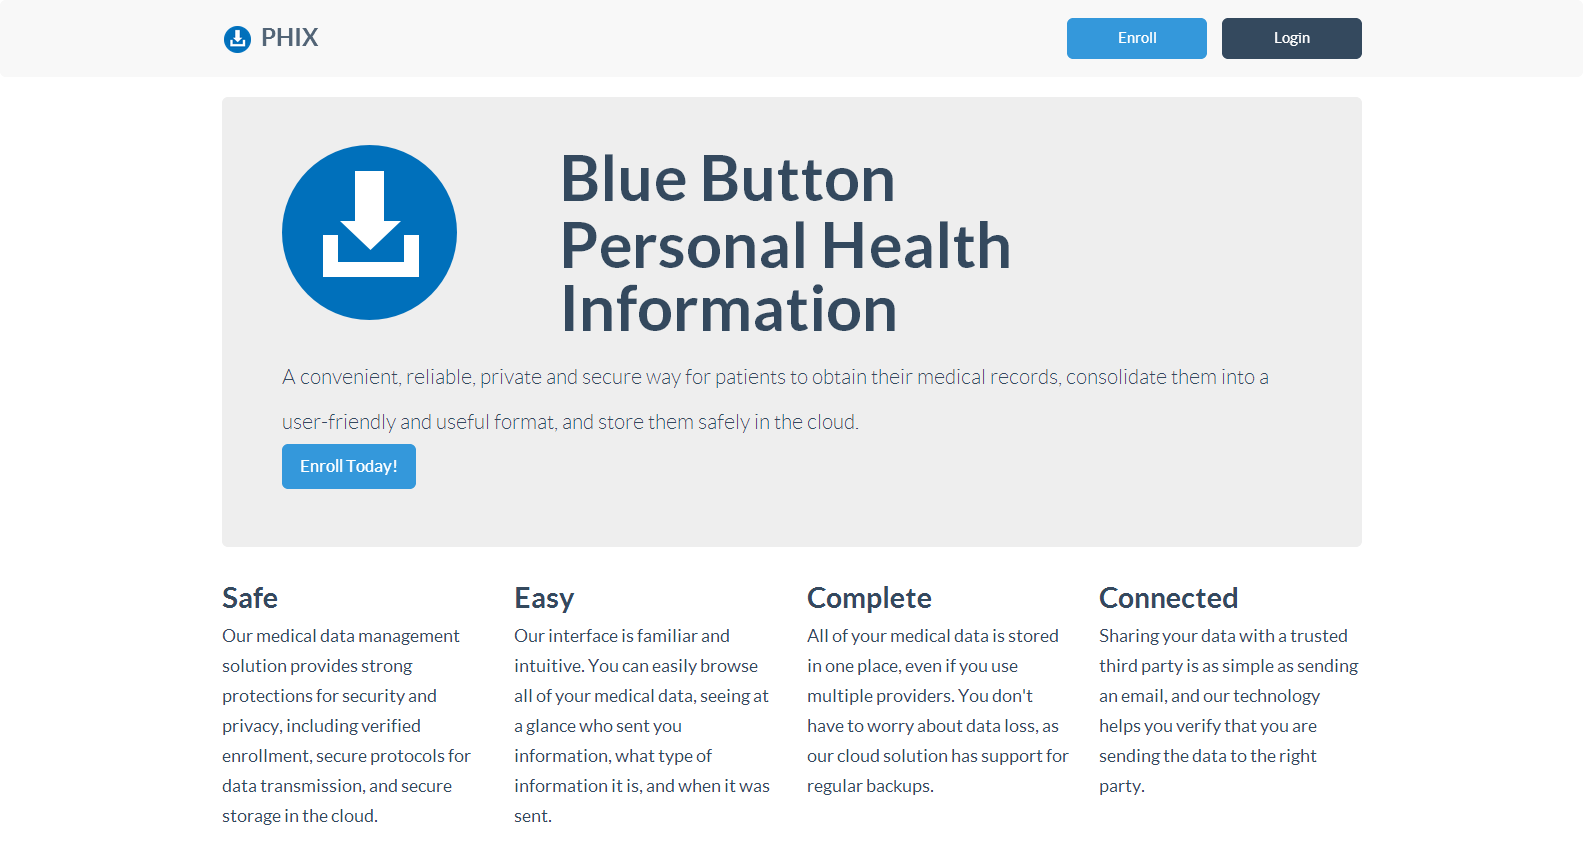 PHIX
Enroll
Login
Blue Button
Personal Health
Information
A convenient, reliable, private and secure way for patients to obtain their medical records, consolidate them into a
user-friendly and useful format, and store them safely in the cloud.
Enroll Today!
Safe
Our medical data management
solution provides strong
protections for security and
privacy, including verified
enrollment, secure protocols for
data transmission, and secure
storage in the cloud.
Easy
Our interface is familiar and
intuitive. You can easily browse
all of your medical data, seeing at
a glance who sent you
information, what type of
information it is, and when it was
sent.
Complete
All of your medical data is stored
in one place, even if you use
multiple providers. You don't
have to worry about data loss, as
our cloud solution has support for
regular backups.
Connected
Sharing your data with a trusted
third party is as simple as sending
an email, and our technology
helps you verify that you are
sending the data to the right
party.